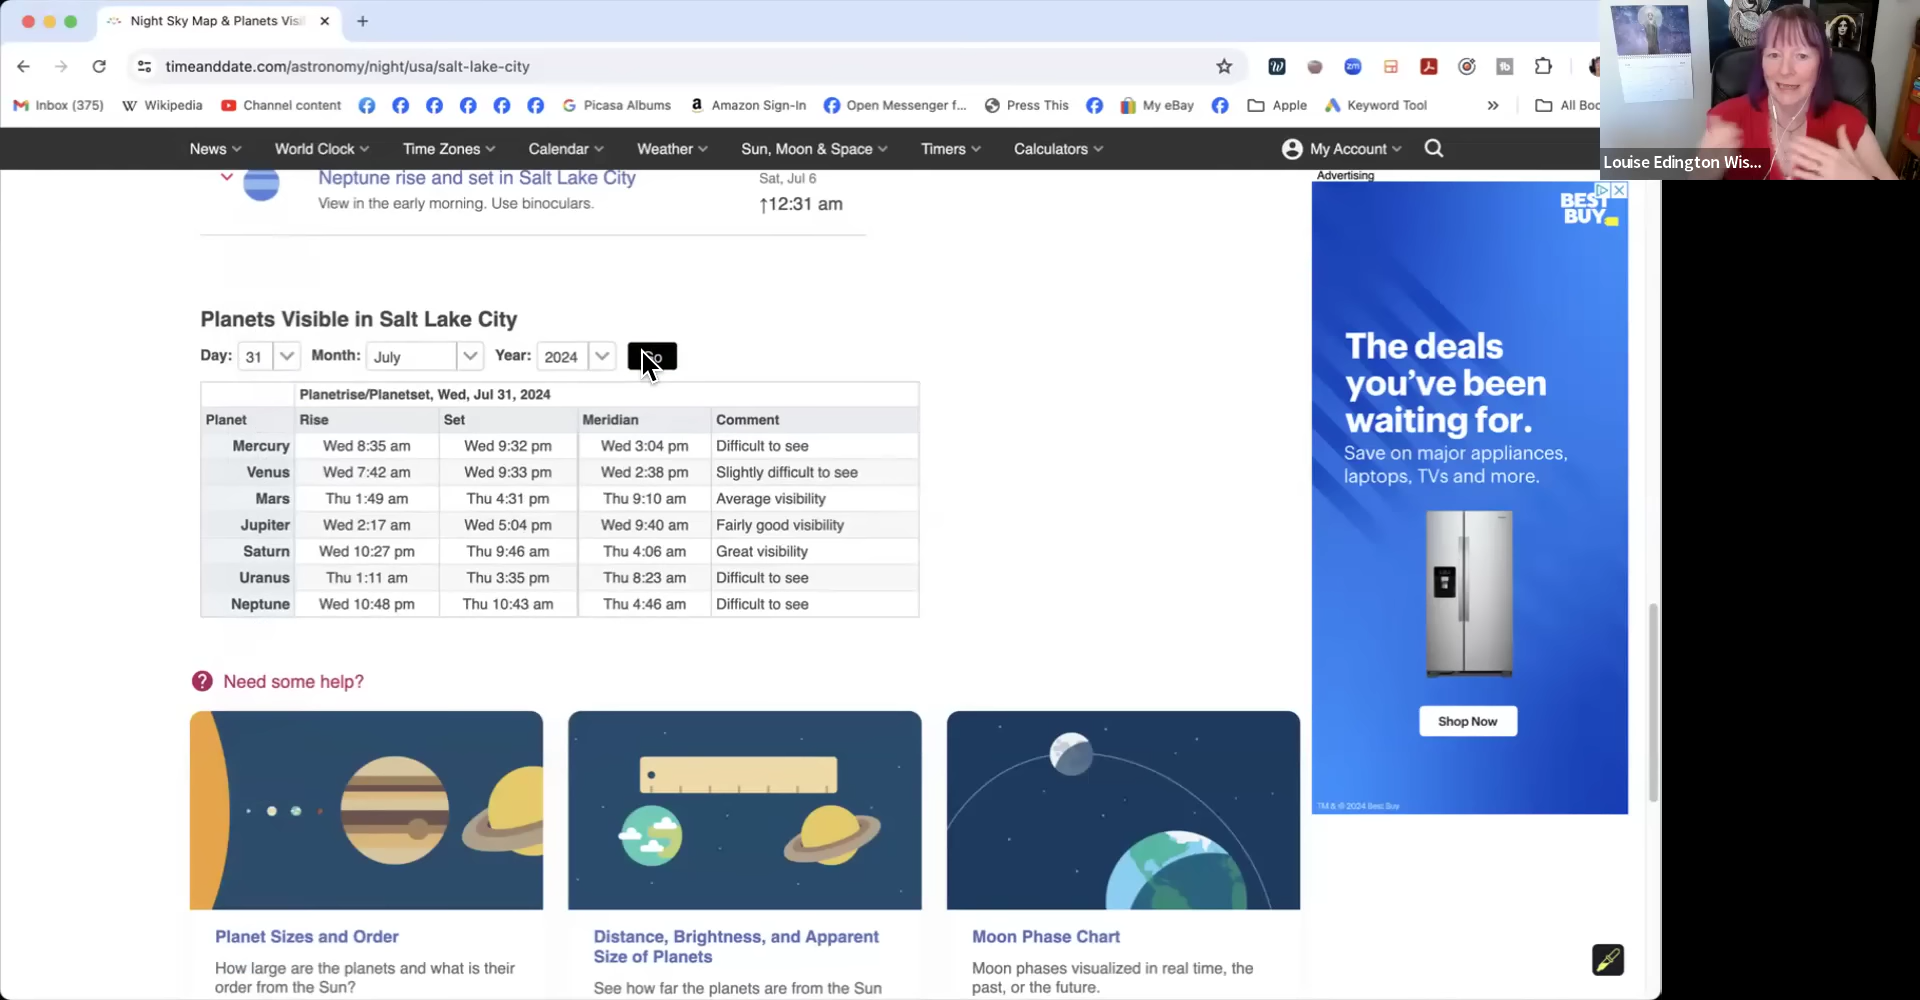 Night Sky Map & Planets Visi
timeanddate.com/astronomy/night/usa/salt-lake-city
Inbox (375)
Wikipedia
Channel content
Picasa Albums
Amazon Sign-In
Open Messenger f...
Press This
My eBay
Apple
Keyword Tool
All Boo
News
World Clock
Time Zones
Calendar
Weather
Sun, Moon & Space
Timers
Calculators
My Account
Louise Edington Wis...
Neptune rise and set in Salt Lake City
View in the early morning. Use binoculars.
Sat, Jul 6
↑12:31 am
Advertising
BEST
BUY
Planets Visible in Salt Lake City
Day: 31 Month: July Year: 2024
Planetrise/Planetset, Wed, Jul 31, 2024
Planet Rise Set Meridian Comment
Mercury Wed 8:35 am Wed 9:32 pm Wed 3:04 pm Difficult to see
Venus Wed 7:42 am Wed 9:33 pm Wed 2:38 pm Slightly difficult to see
Mars Thu 1:49 am Thu 4:31 pm Thu 9:10 am Average visibility
Jupiter Wed 2:17 am Wed 5:04 pm Wed 9:40 am Fairly good visibility
Saturn Wed 10:27 pm Thu 9:46 am Thu 4:06 am Great visibility
Uranus Thu 1:11 am Thu 3:35 pm Thu 8:23 am Difficult to see
Neptune Wed 10:48 pm Thu 10:43 am Thu 4:46 am Difficult to see
The deals
you've been
waiting for.
Save on major appliances,
laptops, TVs and more.
Shop Now
TM & © 2024 Best Buy
Need some help?
Planet Sizes and Order
How large are the planets and what is their
order from the Sun?
Distance, Brightness, and Apparent
Size of Planets
See how far the planets are from the Sun
Moon Phase Chart
Moon phases visualized in real time, the
past, or the future.